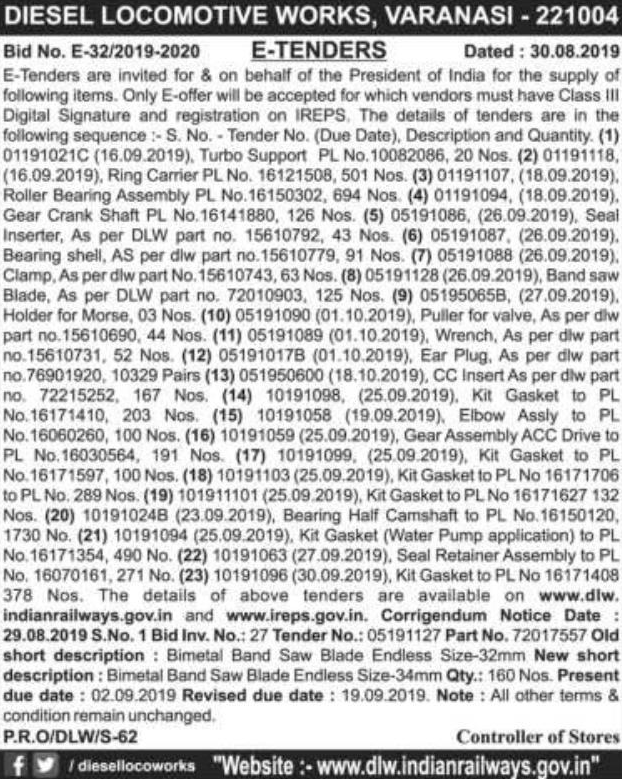 DIESEL LOCOMOTIVE WORKS, VARANASI - 221004
Bid No. E-32/2019-2020 E-TENDERS Dated : 30.08.2019
E-Tenders are invited for & on behalf of the President of India for the supply of
following items. Only E-offer will be accepted for which vendors must have Class III
Digital Signature and registration on IREPS. The details of tenders are in the
following sequence :- S. No. - Tender No. (Due Date), Description and Quantity. (1)
01191021C (16.09.2019), Turbo Support PL No.10082086, 20 Nos. (2) 01191118,
(16.09.2019), Ring Carrier PL No. 16121508, 501 Nos. (3) 01191107, (18.09.2019),
Roller Bearing Assembly PL No.16150302, 694 Nos. (4) 01191094, (18.09.2019),
Gear Crank Shaft PL No.16141880, 126 Nos. (5) 05191086, (26.09.2019), Seal
Inserter, As per DLW part no. 15610792, 43 Nos. (6) 05191087, (26.09.2019),
Bearing shell, AS per dlw part no.15610779, 91 Nos. (7) 05191088 (26.09.2019),
Clamp, As per dlw part No.15610743, 63 Nos. (8) 05191128 (26.09.2019), Band saw
Blade, As per DLW part no. 72010903, 125 Nos. (9) 05195065B, (27.09.2019),
Holder for Morse, 03 Nos. (10) 05191090 (01.10.2019), Puller for valve, As per dlw
part no.15610690, 44 Nos. (11) 05191089 (01.10.2019), Wrench, As per dlw part
no.15610731, 52 Nos. (12) 05191017B (01.10.2019), Ear Plug, As per dlw part
no.76901920, 10329 Pairs (13) 051950600 (18.10.2019), CC Insert As per dlw part
no. 72215252, 167 Nos. (14) 10191098, (25.09.2019), Kit Gasket to PL
No.16171410, 203 Nos. (15) 10191058 (19.09.2019), Elbow Assly to PL
No.16060260, 100 Nos. (16) 10191059 (25.09.2019), Gear Assembly ACC Drive to
PL No.16030564, 191 Nos. (17) 10191099, (25.09.2019), Kit Gasket to PL
No.16171597, 100 Nos. (18) 10191103 (25.09.2019), Kit Gasket to PL No 16171706
to PL No. 289 Nos. (19) 101911101 (25.09.2019), Kit Gasket to PL No 16171627 132
Nos. (20) 10191024B (23.09.2019), Bearing Half Camshaft to PL No.16150120,
1730 No. (21) 10191094 (25.09.2019), Kit Gasket (Water Pump application) to PL
No.16171354, 490 No. (22) 10191063 (27.09.2019), Seal Retainer Assembly to PL
No. 16070161, 271 No. (23) 10191096 (30.09.2019), Kit Gasket to PL No 16171408
378 Nos. The details of above tenders are available on www.dlw.
indianrailways.gov.in and www.ireps.gov.in. Corrigendum Notice Date :
29.08.2019 S.No. 1 Bid Inv. No.: 27 Tender No.: 05191127 Part No. 72017557 Old
short description : Bimetal Band Saw Blade Endless Size-32mm New short
description : Bimetal Band Saw Blade Endless Size-34mm Qty.: 160 Nos. Present
due date : 02.09.2019 Revised due date : 19.09.2019. Note : All other terms &
condition remain unchanged.
P.R.O/DLW/S-62 Controller of Stores
f / diesellocoworks "Website :- www.dlw.indianrailways.gov.in"